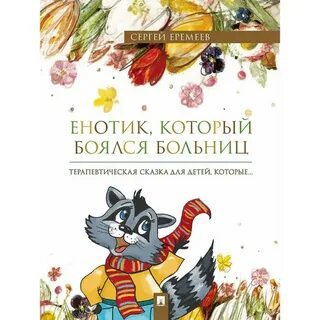 СЕРГЕЙ ЕРЕМЕЕВ
ЕНОТИК, КОТОРЫЙ
БОЯЛСЯ БОЛЬНИЦ
ТЕРАПЕВТИЧЕСКАЯ СКАЗКА ДЛЯ ДЕТЕЙ, КОТОРЫЕ...